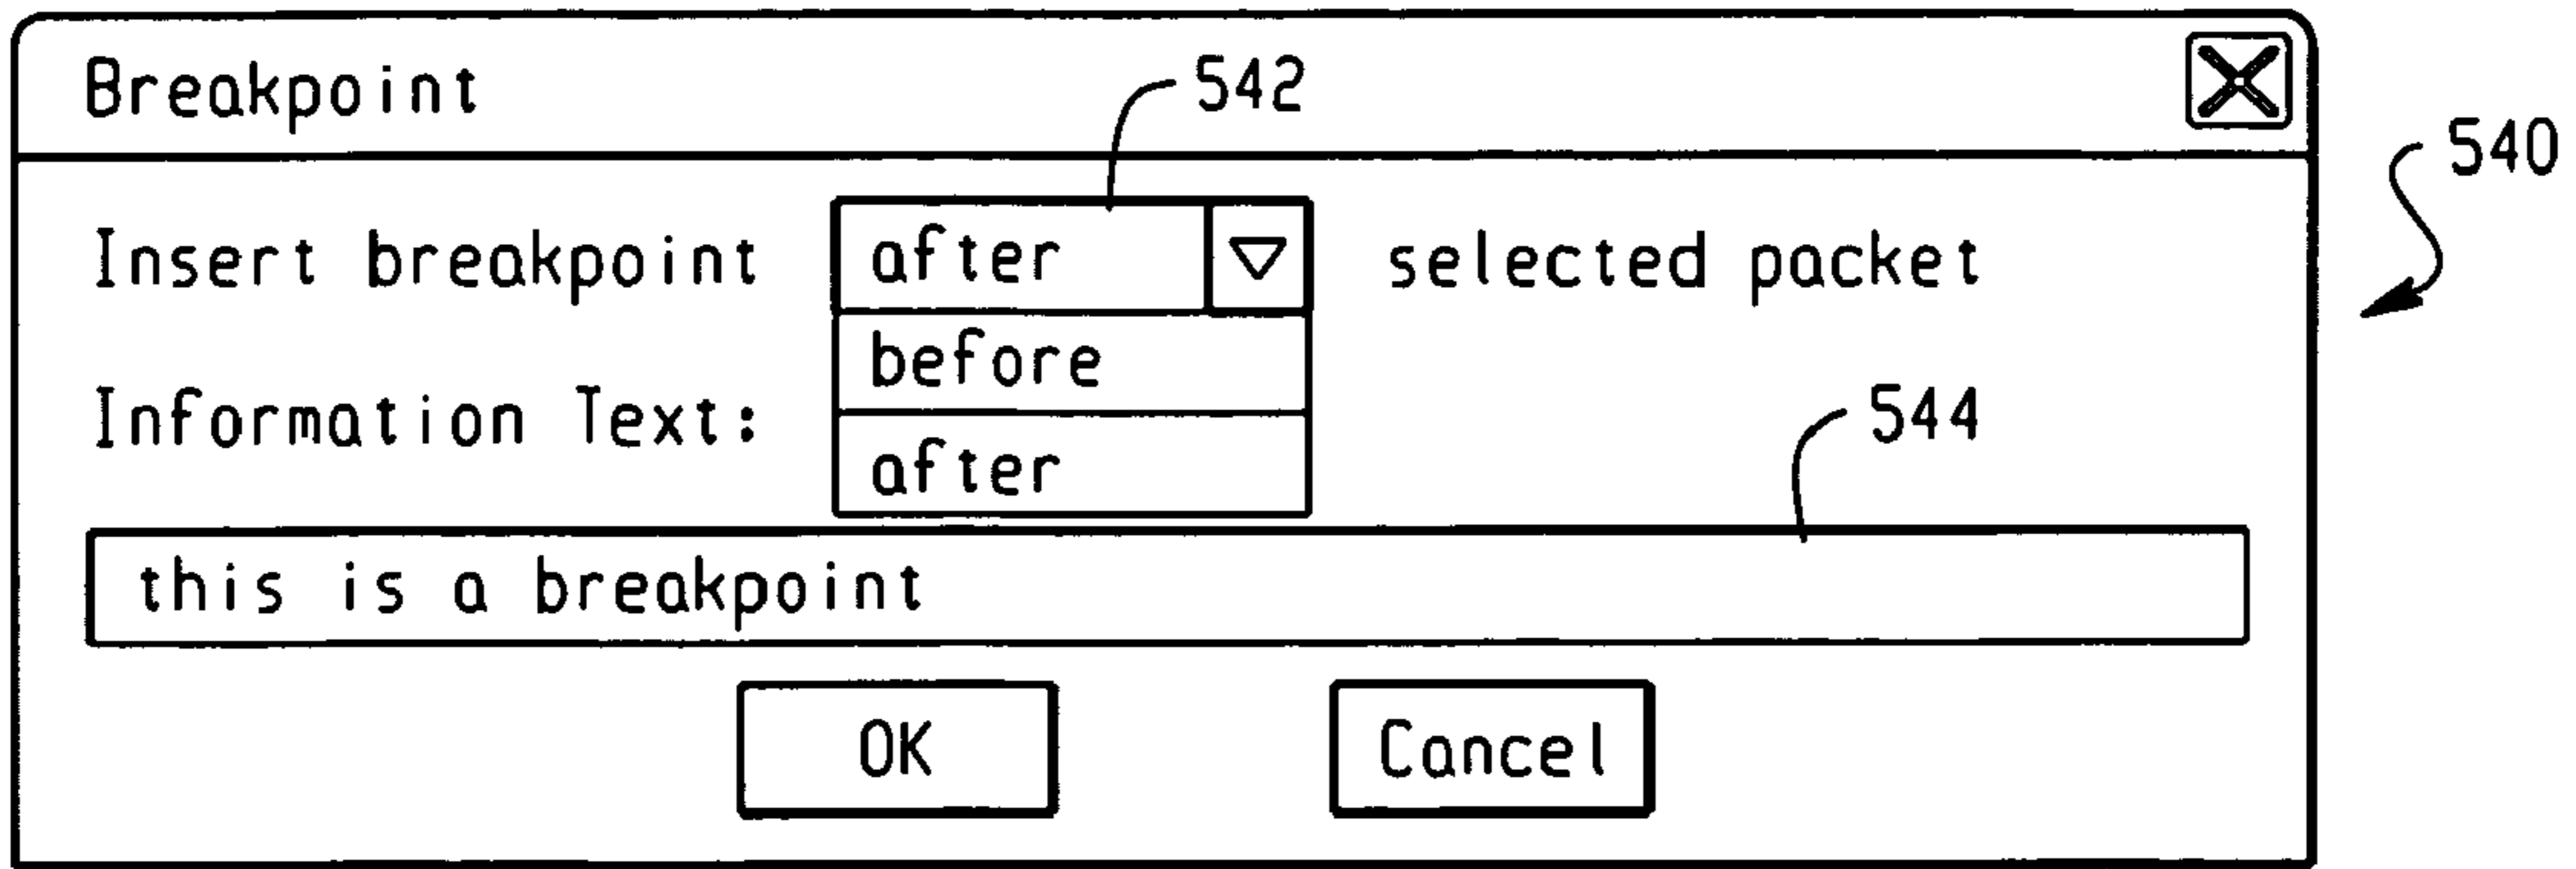 Breakpoint
542
540
Insert breakpoint after selected packet
before
Information Text:
544
after
this is a breakpoint
OK Cancel